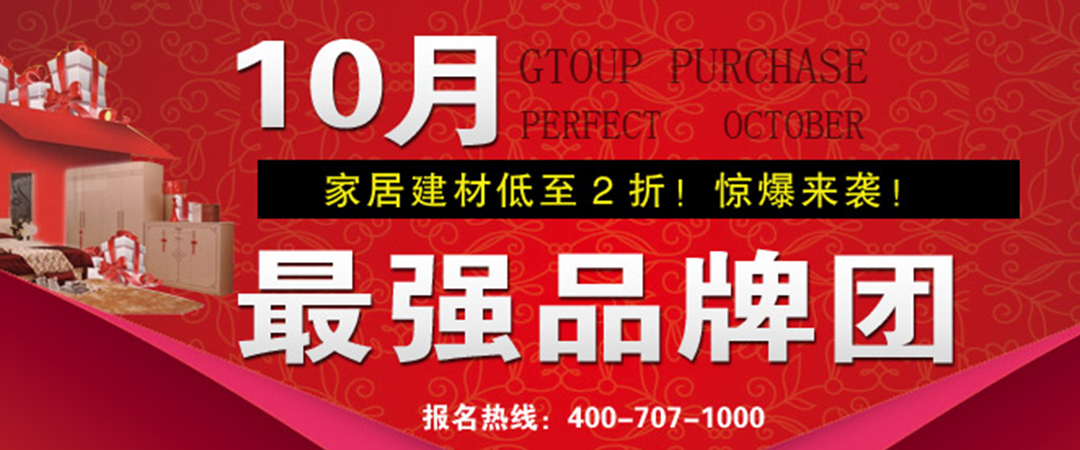 10月
GTOUP PURCHASE
PERFECT OCTOBER
家居建材低至2折！惊爆来袭！
最强品牌团
报名热线：400-707-1000